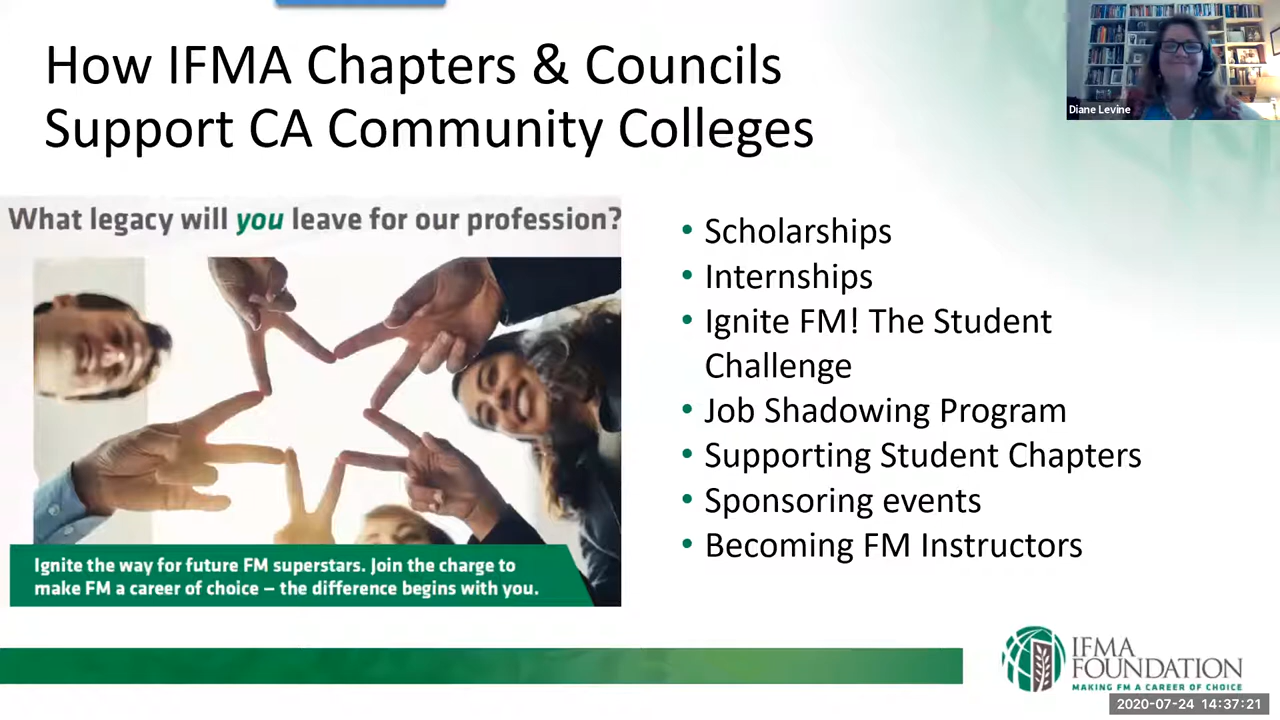 How IFMA Chapters & Councils
Support CA Community Colleges
Diane Levine
What legacy will you leave for our profession?
Ignite the way for future FM superstars. Join the charge to
make FM a career of choice – the difference begins with you.
• Scholarships
• Internships
• Ignite FM! The Student
Challenge
• Job Shadowing Program
• Supporting Student Chapters
• Sponsoring events
• Becoming FM Instructors
IFMA
FOUNDATION
MAKING FM A CAREER OF CHOICE
2020-07-24 14:37:21